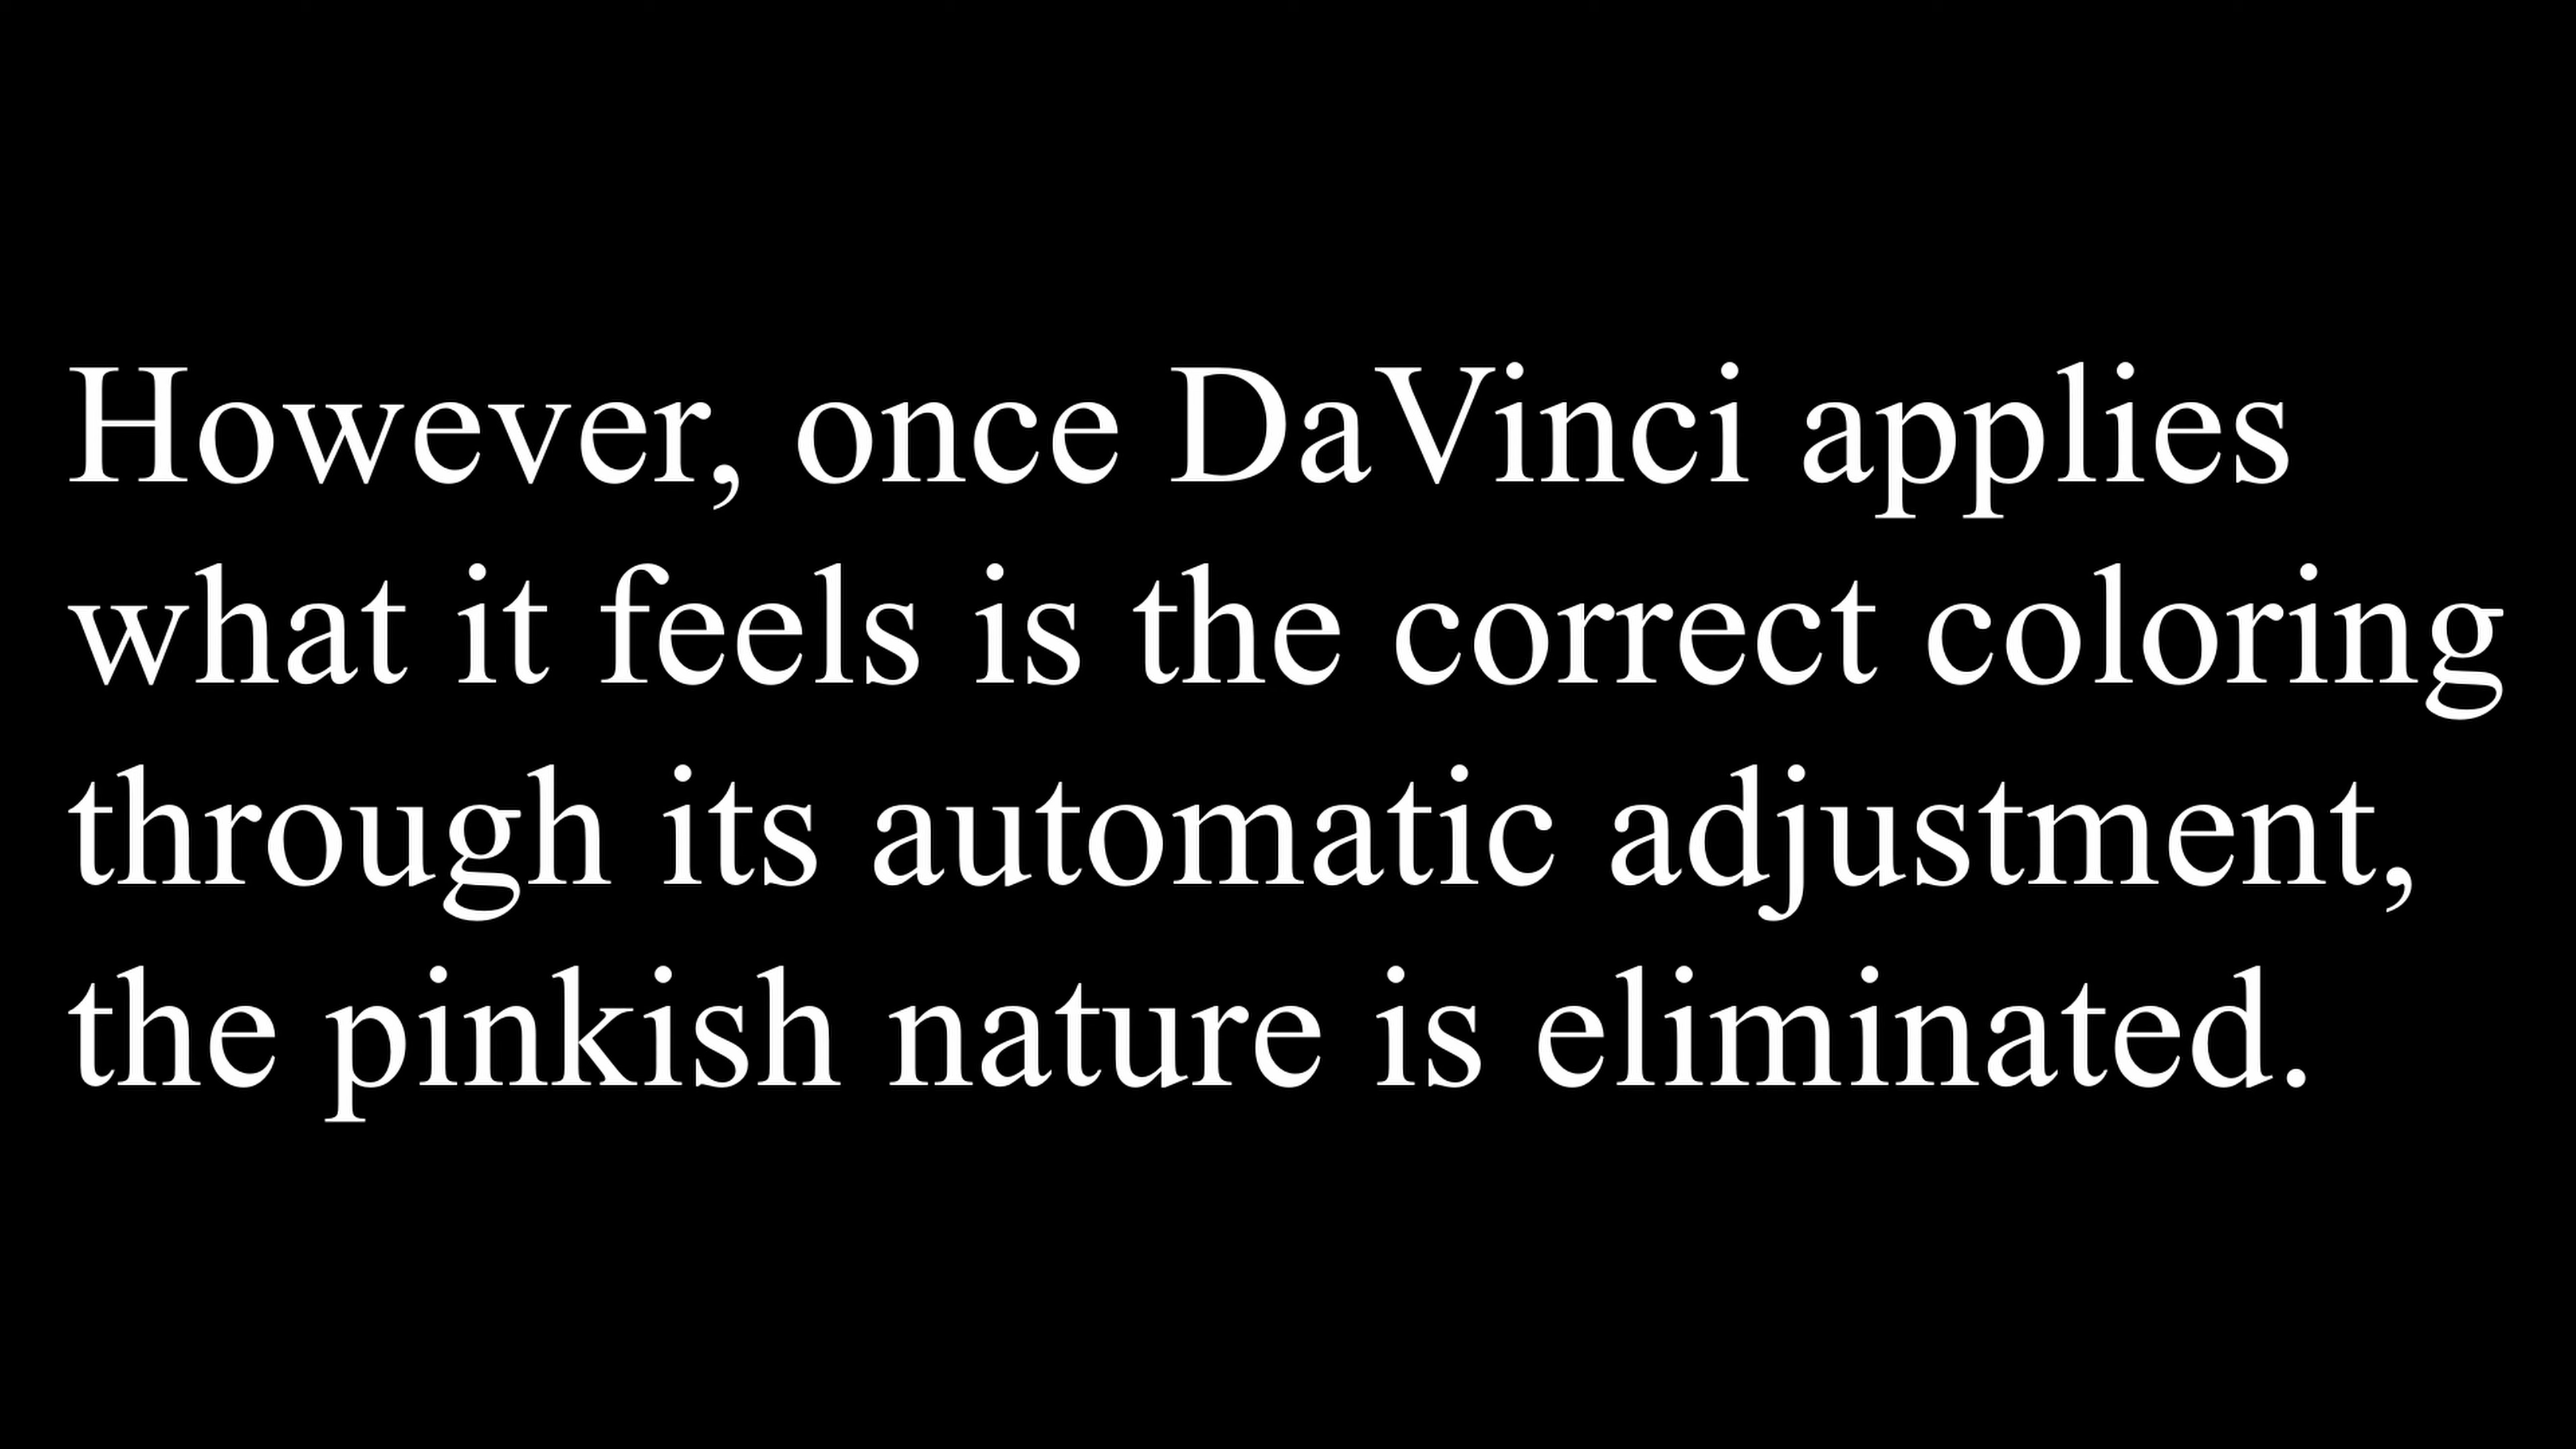 However, once DaVinci applies
what it feels is the correct coloring
through its automatic adjustment,
the pinkish nature is eliminated.